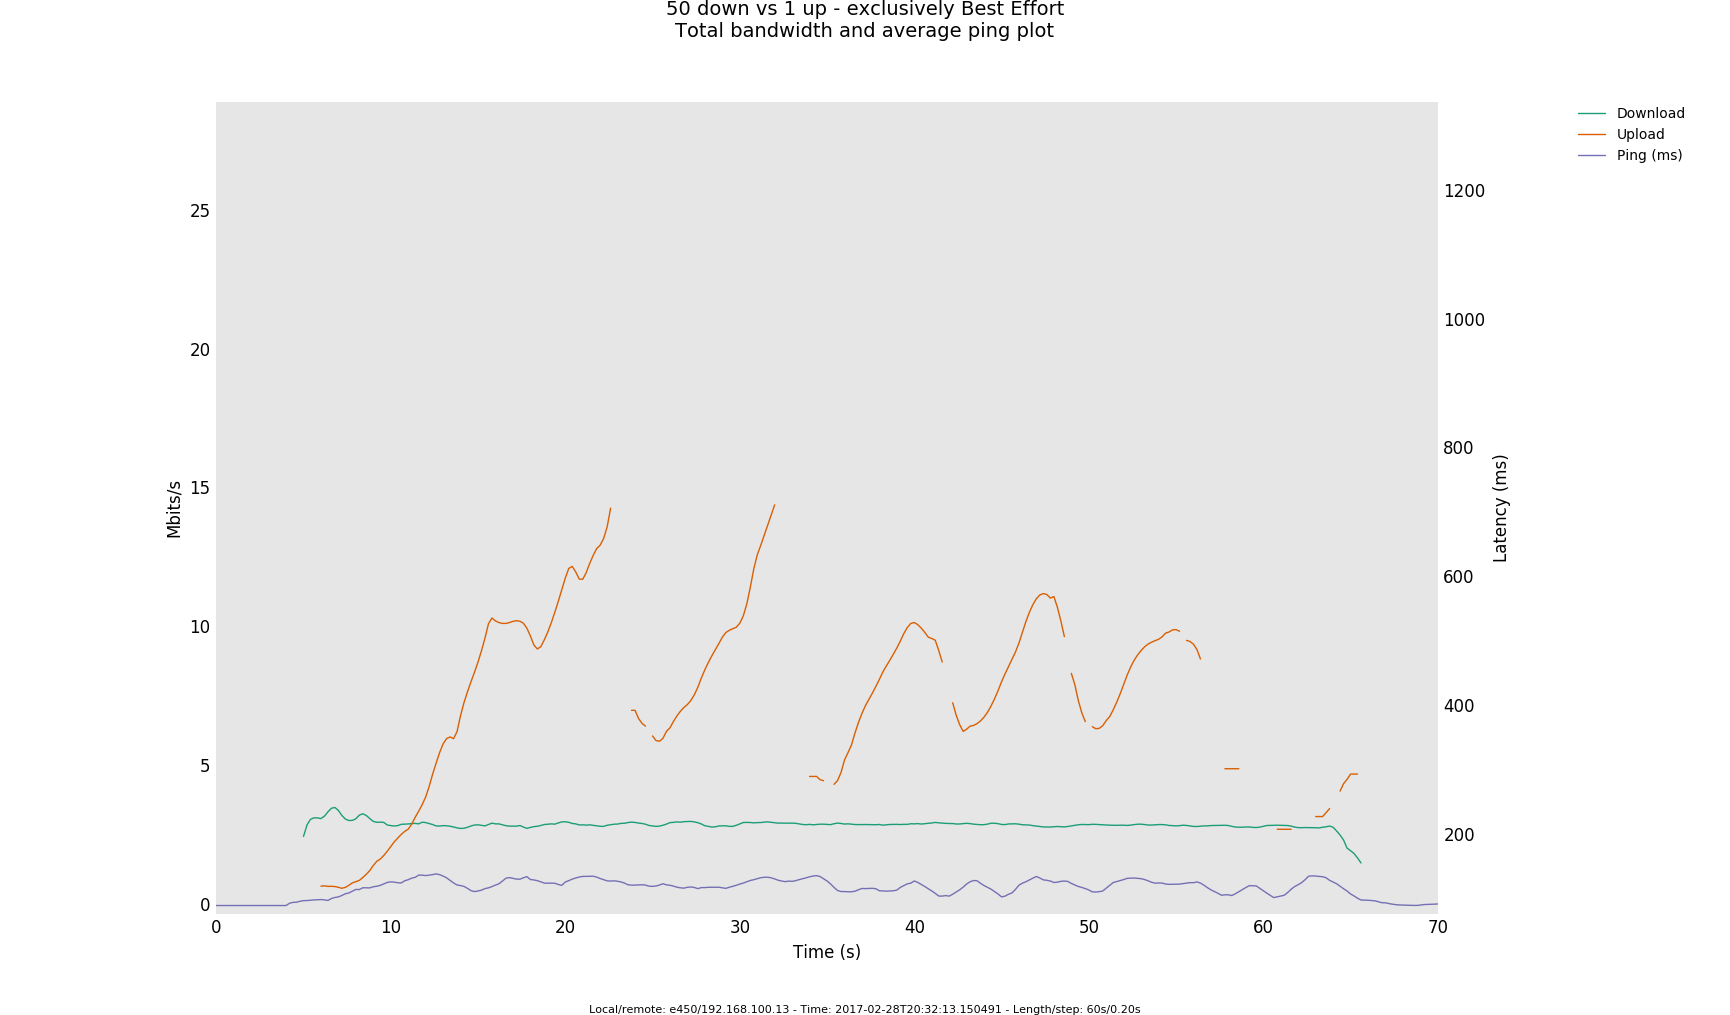 50 down vs 1 up - exclusively Best Effort
Total bandwidth and average ping plot
Download
Upload
Ping (ms)
25
20
15
10
5
0
Mbits/s
1200
1000
800
600
400
200
Latency (ms)
0 10 20 30 40 50 60 70
Time (s)
Local/remote: e450/192.168.100.13 - Time: 2017-02-28T20:32:13.150491 - Length/step: 60s/0.20s